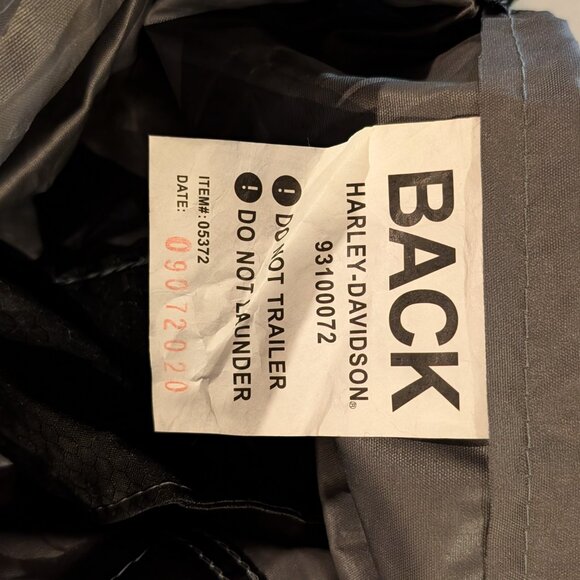 BACK
HARLEY-DAVIDSON®
93100072
! DO NOT TRAILER
! DO NOT LAUNDER
ITEM#: 05372
DATE: 09072020